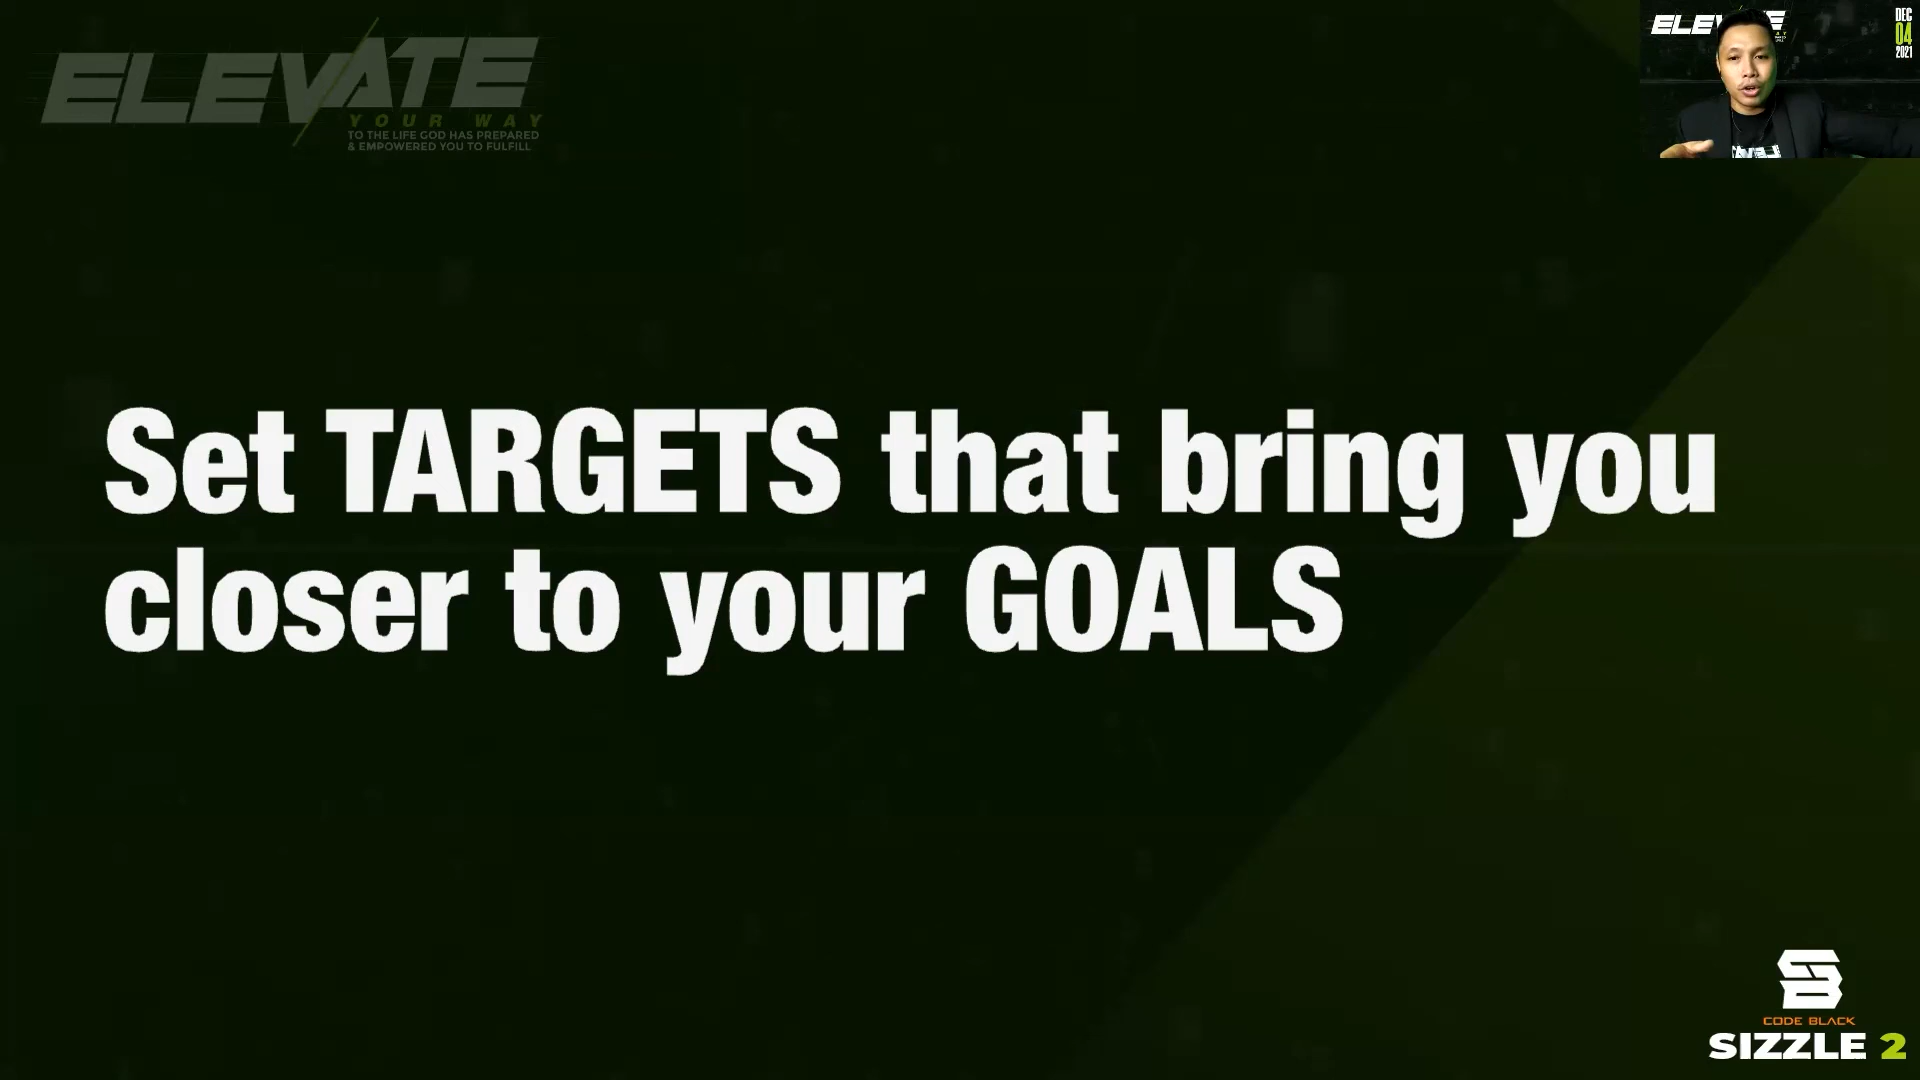 ELEVATE
YOUR WAY
TO THE LIFE GOD HAS PREPARED
& EMPOWERED YOU TO FULFILL
DEC
04
2021
Set TARGETS that bring you
closer to your GOALS
CODE BLACK
SIZZLE 2